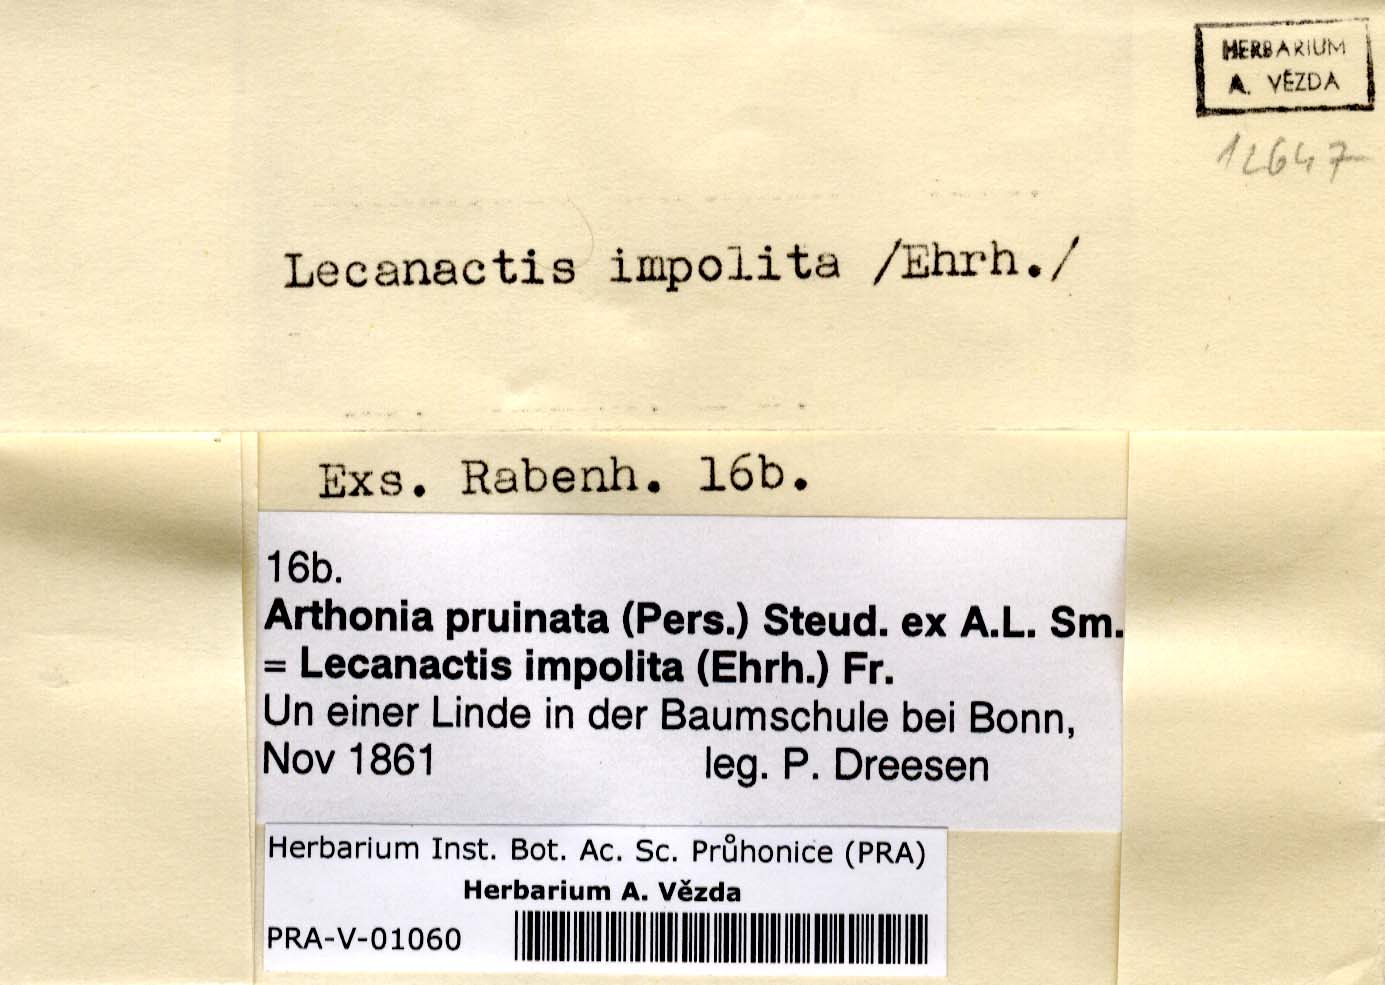 HERBARIUM
A. VĚZDA
12647
Lecanactis impolita /Ehrh./
Exs. Rabenh. 16b.
16b.
Arthonia pruinata (Pers.) Steud. ex A.L. Sm.
= Lecanactis impolita (Ehrh.) Fr.
Un einer Linde in der Baumschule bei Bonn,
Nov 1861 leg. P. Dreesen
Herbarium Inst. Bot. Ac. Sc. Průhonice (PRA)
Herbarium A. Vězda
PRA-V-01060